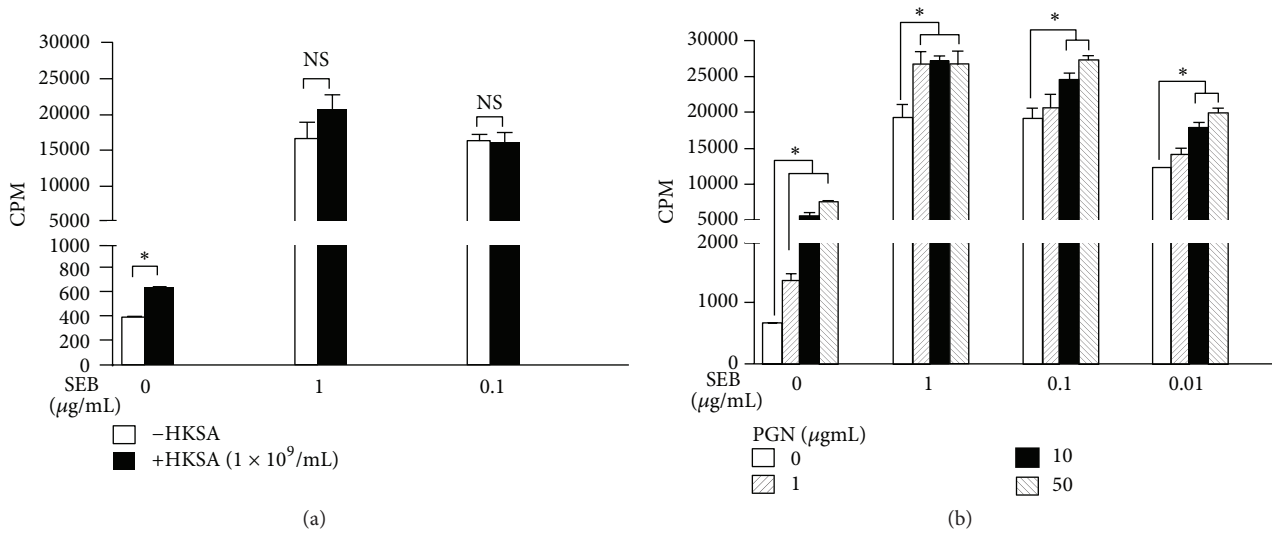 30000
25000
20000
15000
10000
5000
1000
800
600
400
200
0
CPM
*
NS
NS
SEB
(μg/mL)
0
1
0.1
−HKSA
+HKSA (1 × 10⁹/mL)
(a)
30000
25000
20000
15000
10000
5000
2000
1000
0
CPM
*
*
*
*
SEB
(μg/mL)
0
1
0.1
0.01
PGN (μgmL)
0
1
10
50
(b)